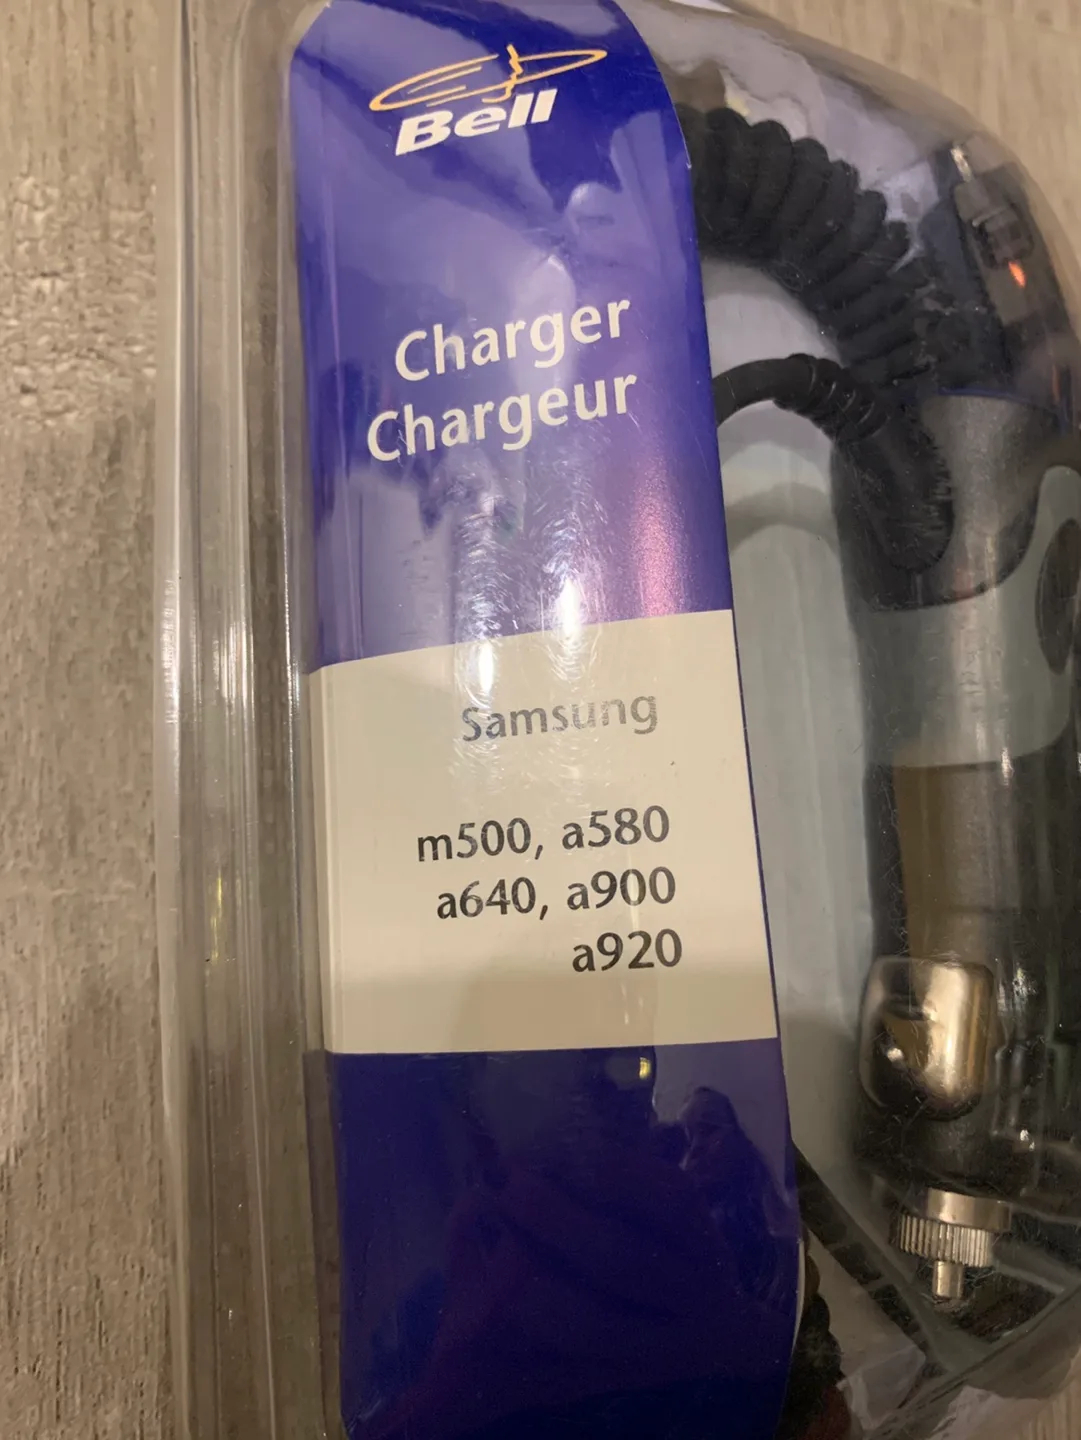 Bell
Charger
Chargeur
Samsung
m500, a580
a640, a900
a920